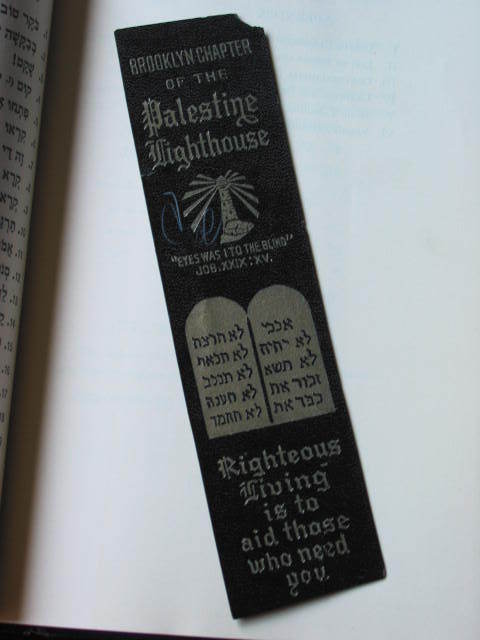 BROOKLYN CHAPTER
OF THE
Palestine
Lighthouse
"EYES WAS I TO THE BLIND"
JOB. XXIX: XV.
אנכי
לא יהיה
לא תשא
זכור את
כבד את
לא תרצח
לא תנאף
לא תגנב
לא תענה
לא תחמד
Righteous
Living
is to
aid those
who need
you.
בֹּקֶר טוֹב